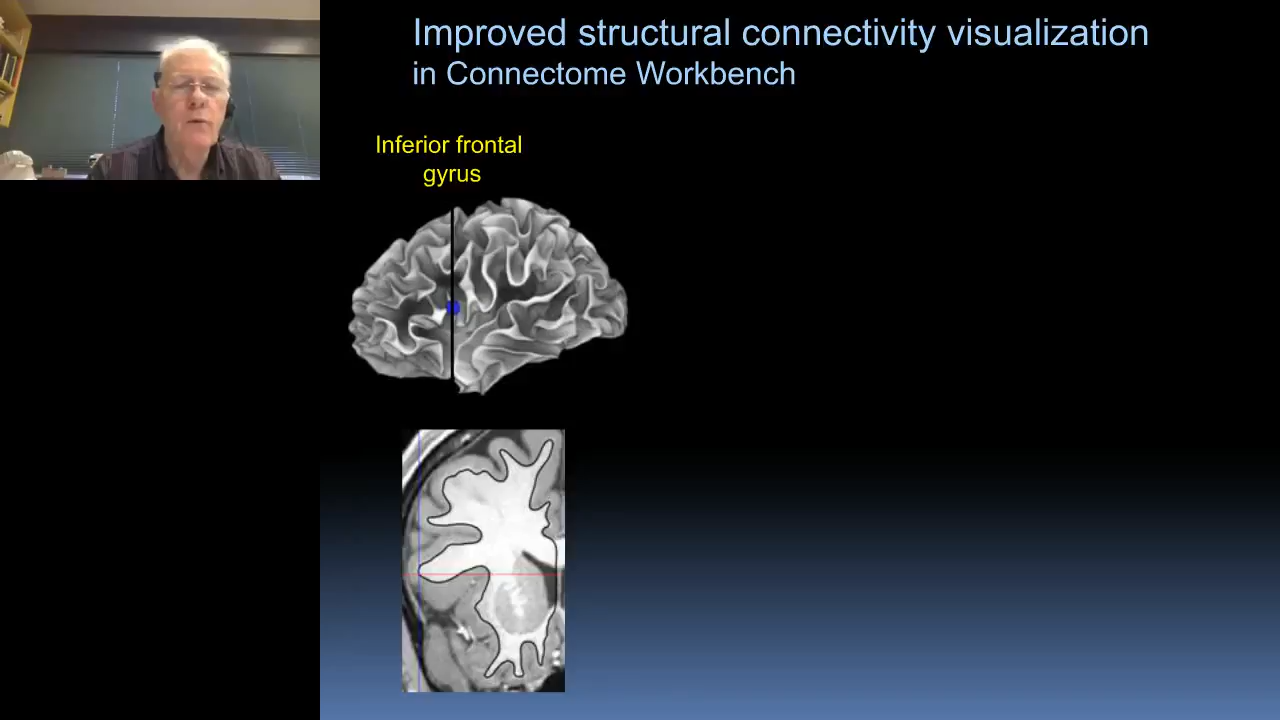 Improved structural connectivity visualization
in Connectome Workbench
Inferior frontal
gyrus